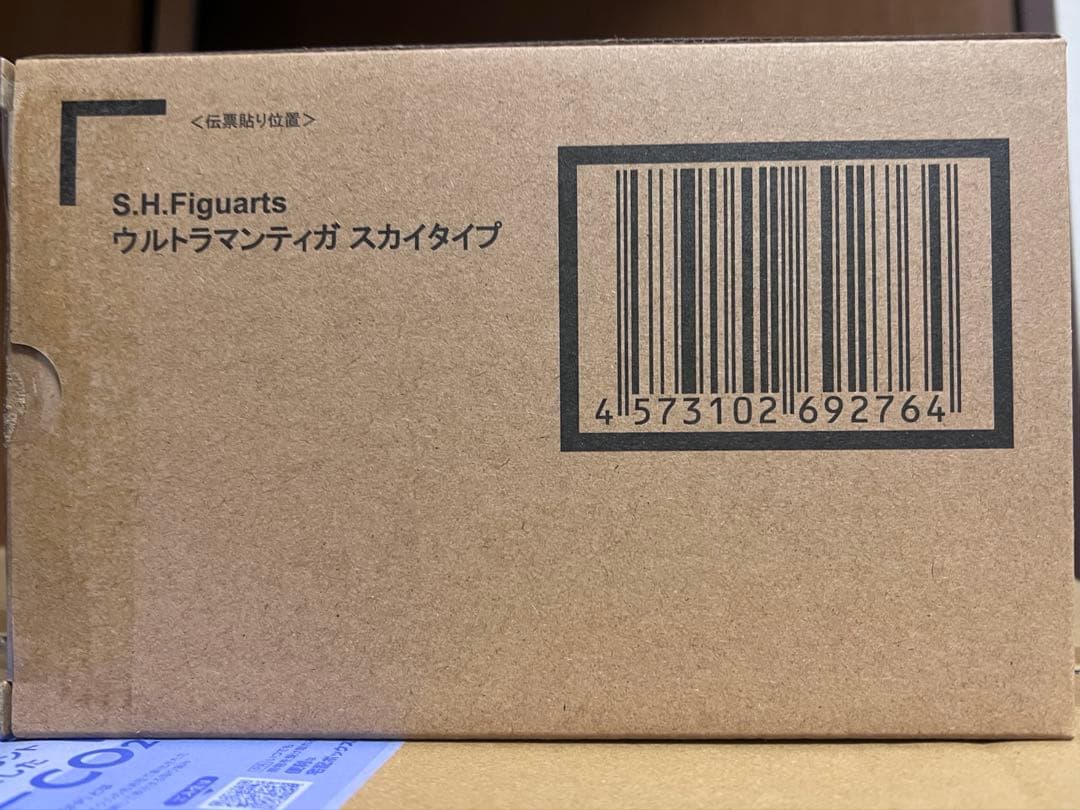 ＜伝票貼り位置＞
S.H.Figuarts
ウルトラマンティガ スカイタイプ
4 573102 692764
CO2